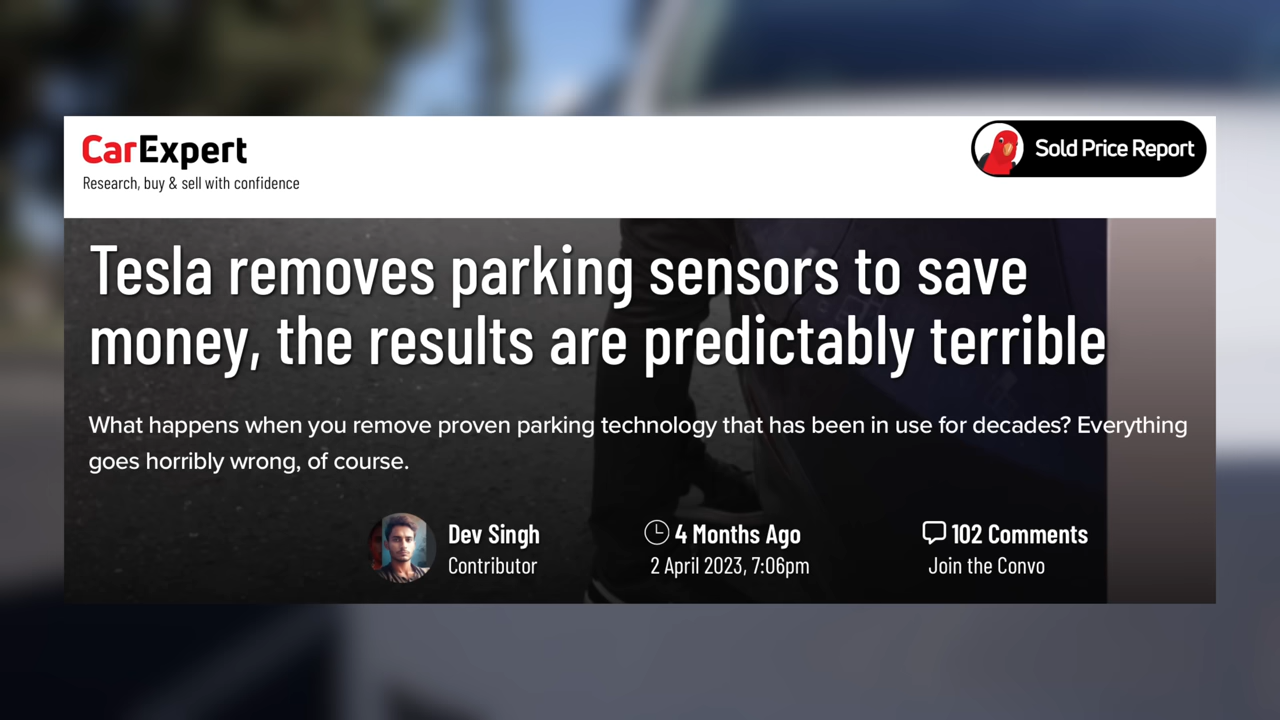 CarExpert
Research, buy & sell with confidence
Sold Price Report
Tesla removes parking sensors to save
money, the results are predictably terrible
What happens when you remove proven parking technology that has been in use for decades? Everything
goes horribly wrong, of course.
Dev Singh
Contributor
4 Months Ago
2 April 2023, 7:06pm
102 Comments
Join the Convo